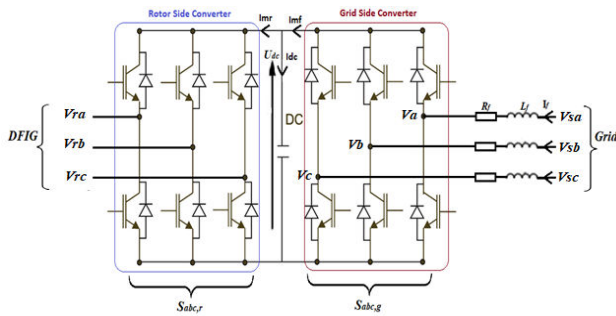 Rotor Side Converter
Imr
Imf
Grid Side Converter
Udc
Idc
DC
DFIG
Vra
Vrb
Vrc
Va
Vb
Vc
Rf
Lf
If
Vsa
Vsb
Vsc
Grid
Sabc,r
Sabc,g